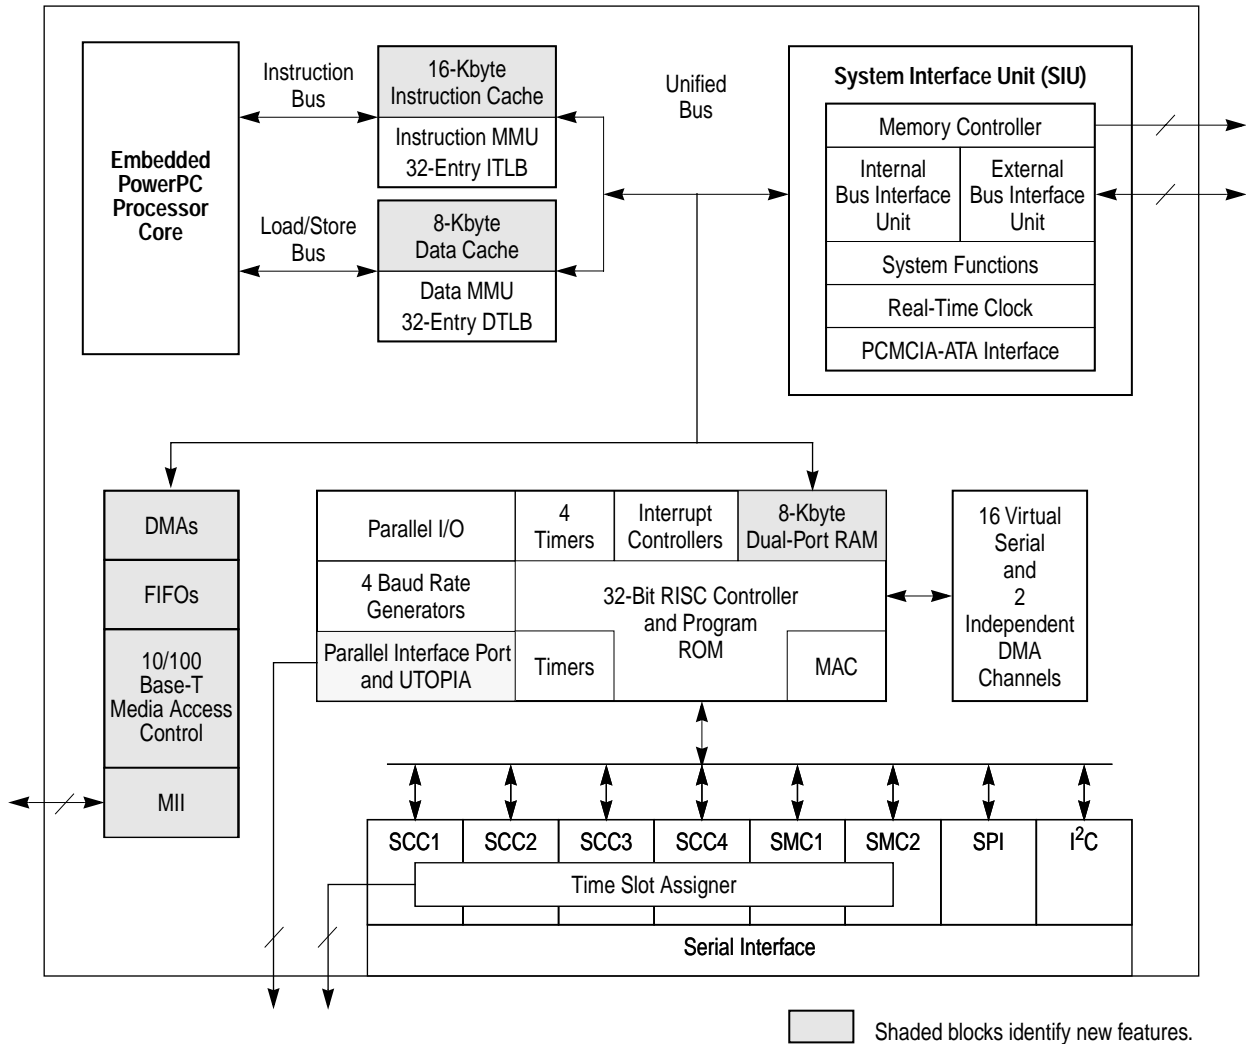 Embedded
PowerPC
Processor
Core
Instruction
Bus
Load/Store
Bus
16-Kbyte
Instruction Cache
Instruction MMU
32-Entry ITLB
8-Kbyte
Data Cache
Data MMU
32-Entry DTLB
Unified
Bus
System Interface Unit (SIU)
Memory Controller
Internal
Bus Interface
Unit
External
Bus Interface
Unit
System Functions
Real-Time Clock
PCMCIA-ATA Interface
DMAs
FIFOs
10/100
Base-T
Media Access
Control
MII
Parallel I/O
4
Timers
Interrupt
Controllers
8-Kbyte
Dual-Port RAM
4 Baud Rate
Generators
32-Bit RISC Controller
and Program
ROM
Parallel Interface Port
and UTOPIA
Timers
MAC
16 Virtual
Serial
and
2
Independent
DMA
Channels
SCC1
SCC2
SCC3
SCC4
SMC1
SMC2
SPI
I²C
Time Slot Assigner
Serial Interface
Shaded blocks identify new features.